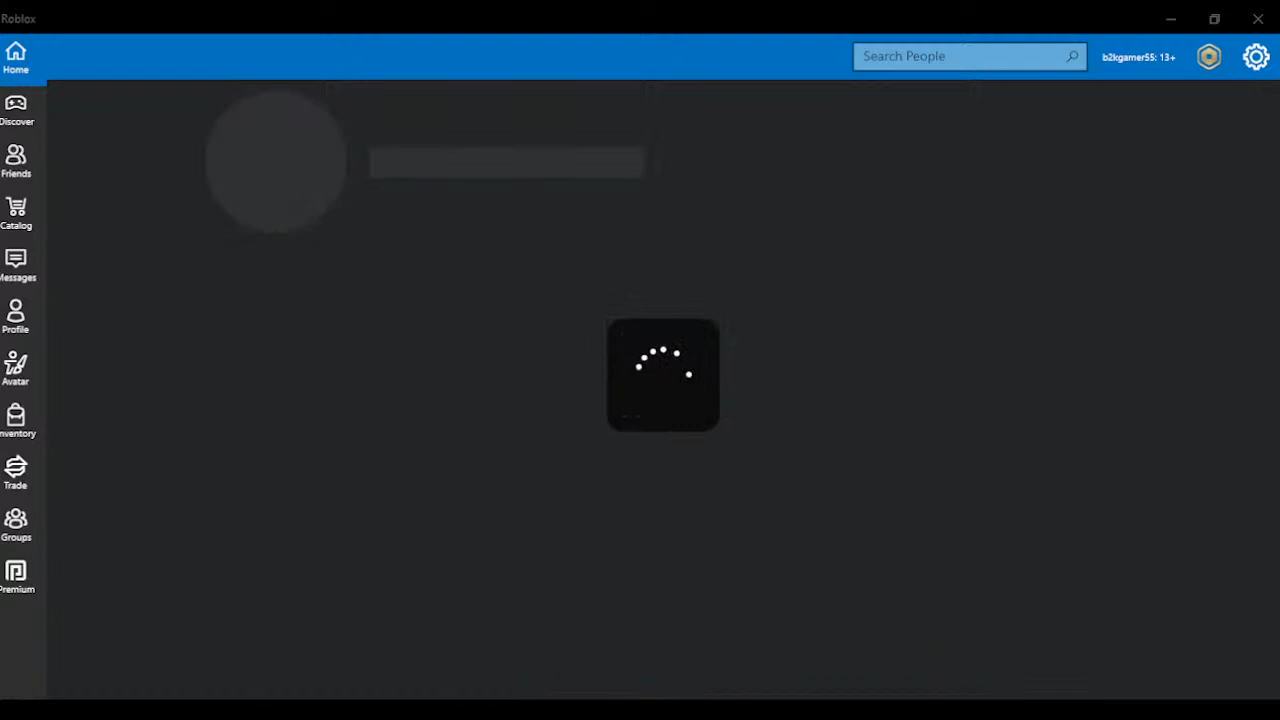 Roblox
Home
Search People
b2kgamer55: 13+
Discover
Friends
Catalog
Messages
Profile
Avatar
Inventory
Trade
Groups
Premium